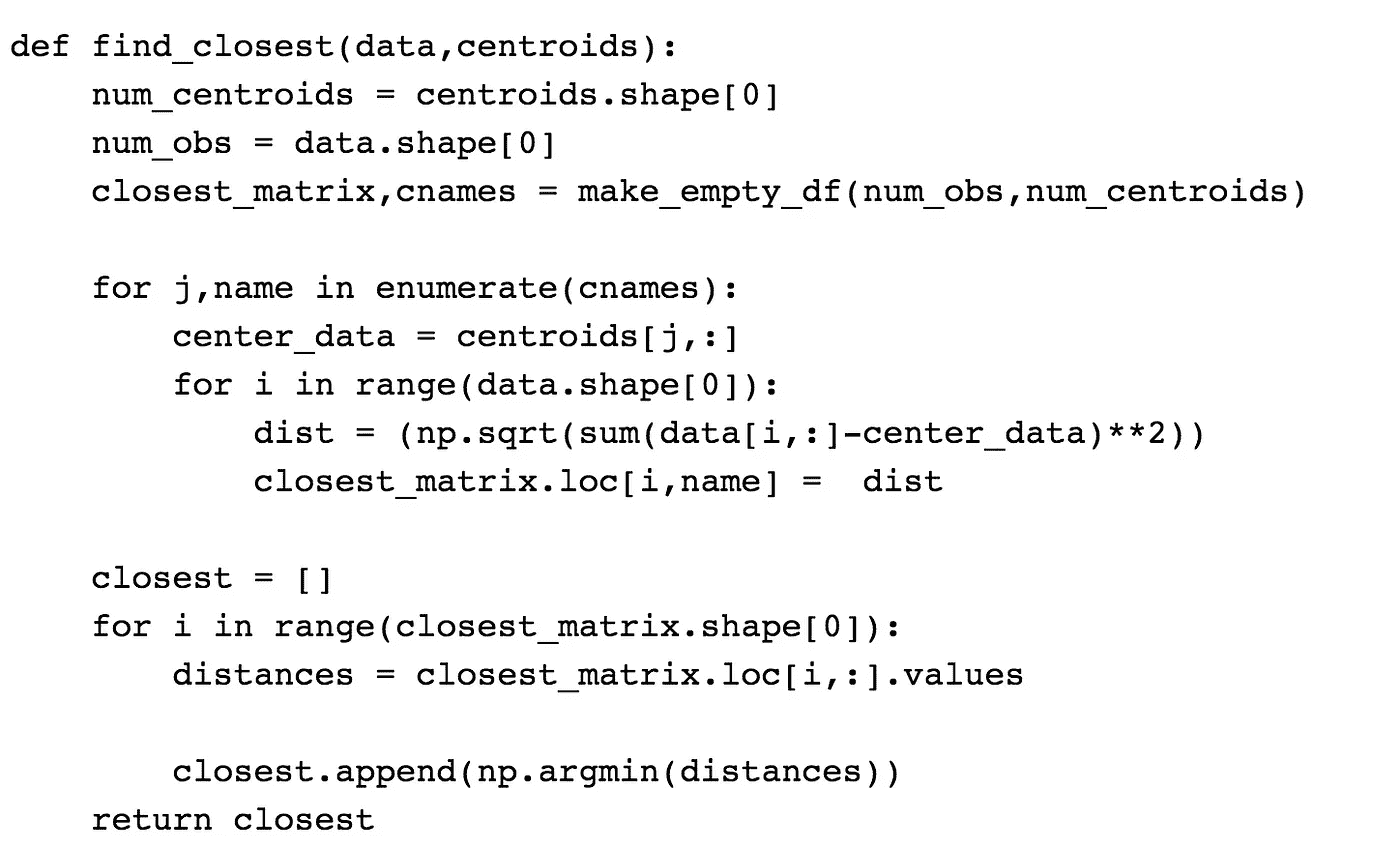 def find_closest(data,centroids):
    num_centroids = centroids.shape[0]
    num_obs = data.shape[0]
    closest_matrix,cnames = make_empty_df(num_obs,num_centroids)

    for j,name in enumerate(cnames):
        center_data = centroids[j,:]
        for i in range(data.shape[0]):
            dist = (np.sqrt(sum(data[i,:]-center_data)**2))
            closest_matrix.loc[i,name] =  dist

    closest = []
    for i in range(closest_matrix.shape[0]):
        distances = closest_matrix.loc[i,:].values

        closest.append(np.argmin(distances))
    return closest